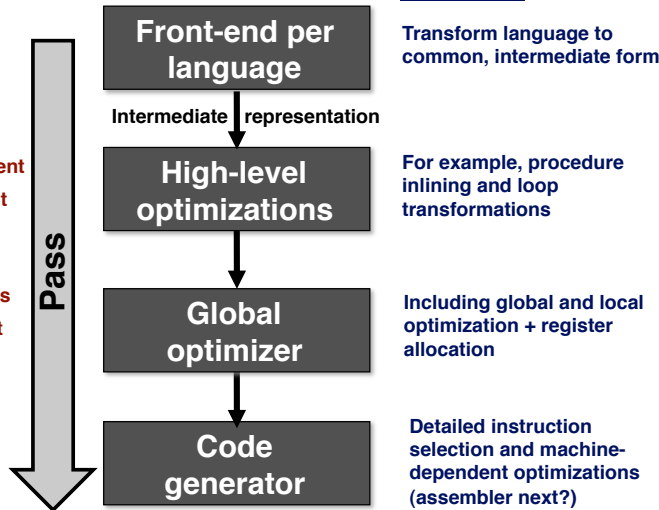 Front-end per
language
Transform language to
common, intermediate form
Intermediate representation
High-level
optimizations
For example, procedure
inlining and loop
transformations
Pass
Global
optimizer
Including global and local
optimization + register
allocation
Code
generator
Detailed instruction
selection and machine-
dependent optimizations
(assembler next?)